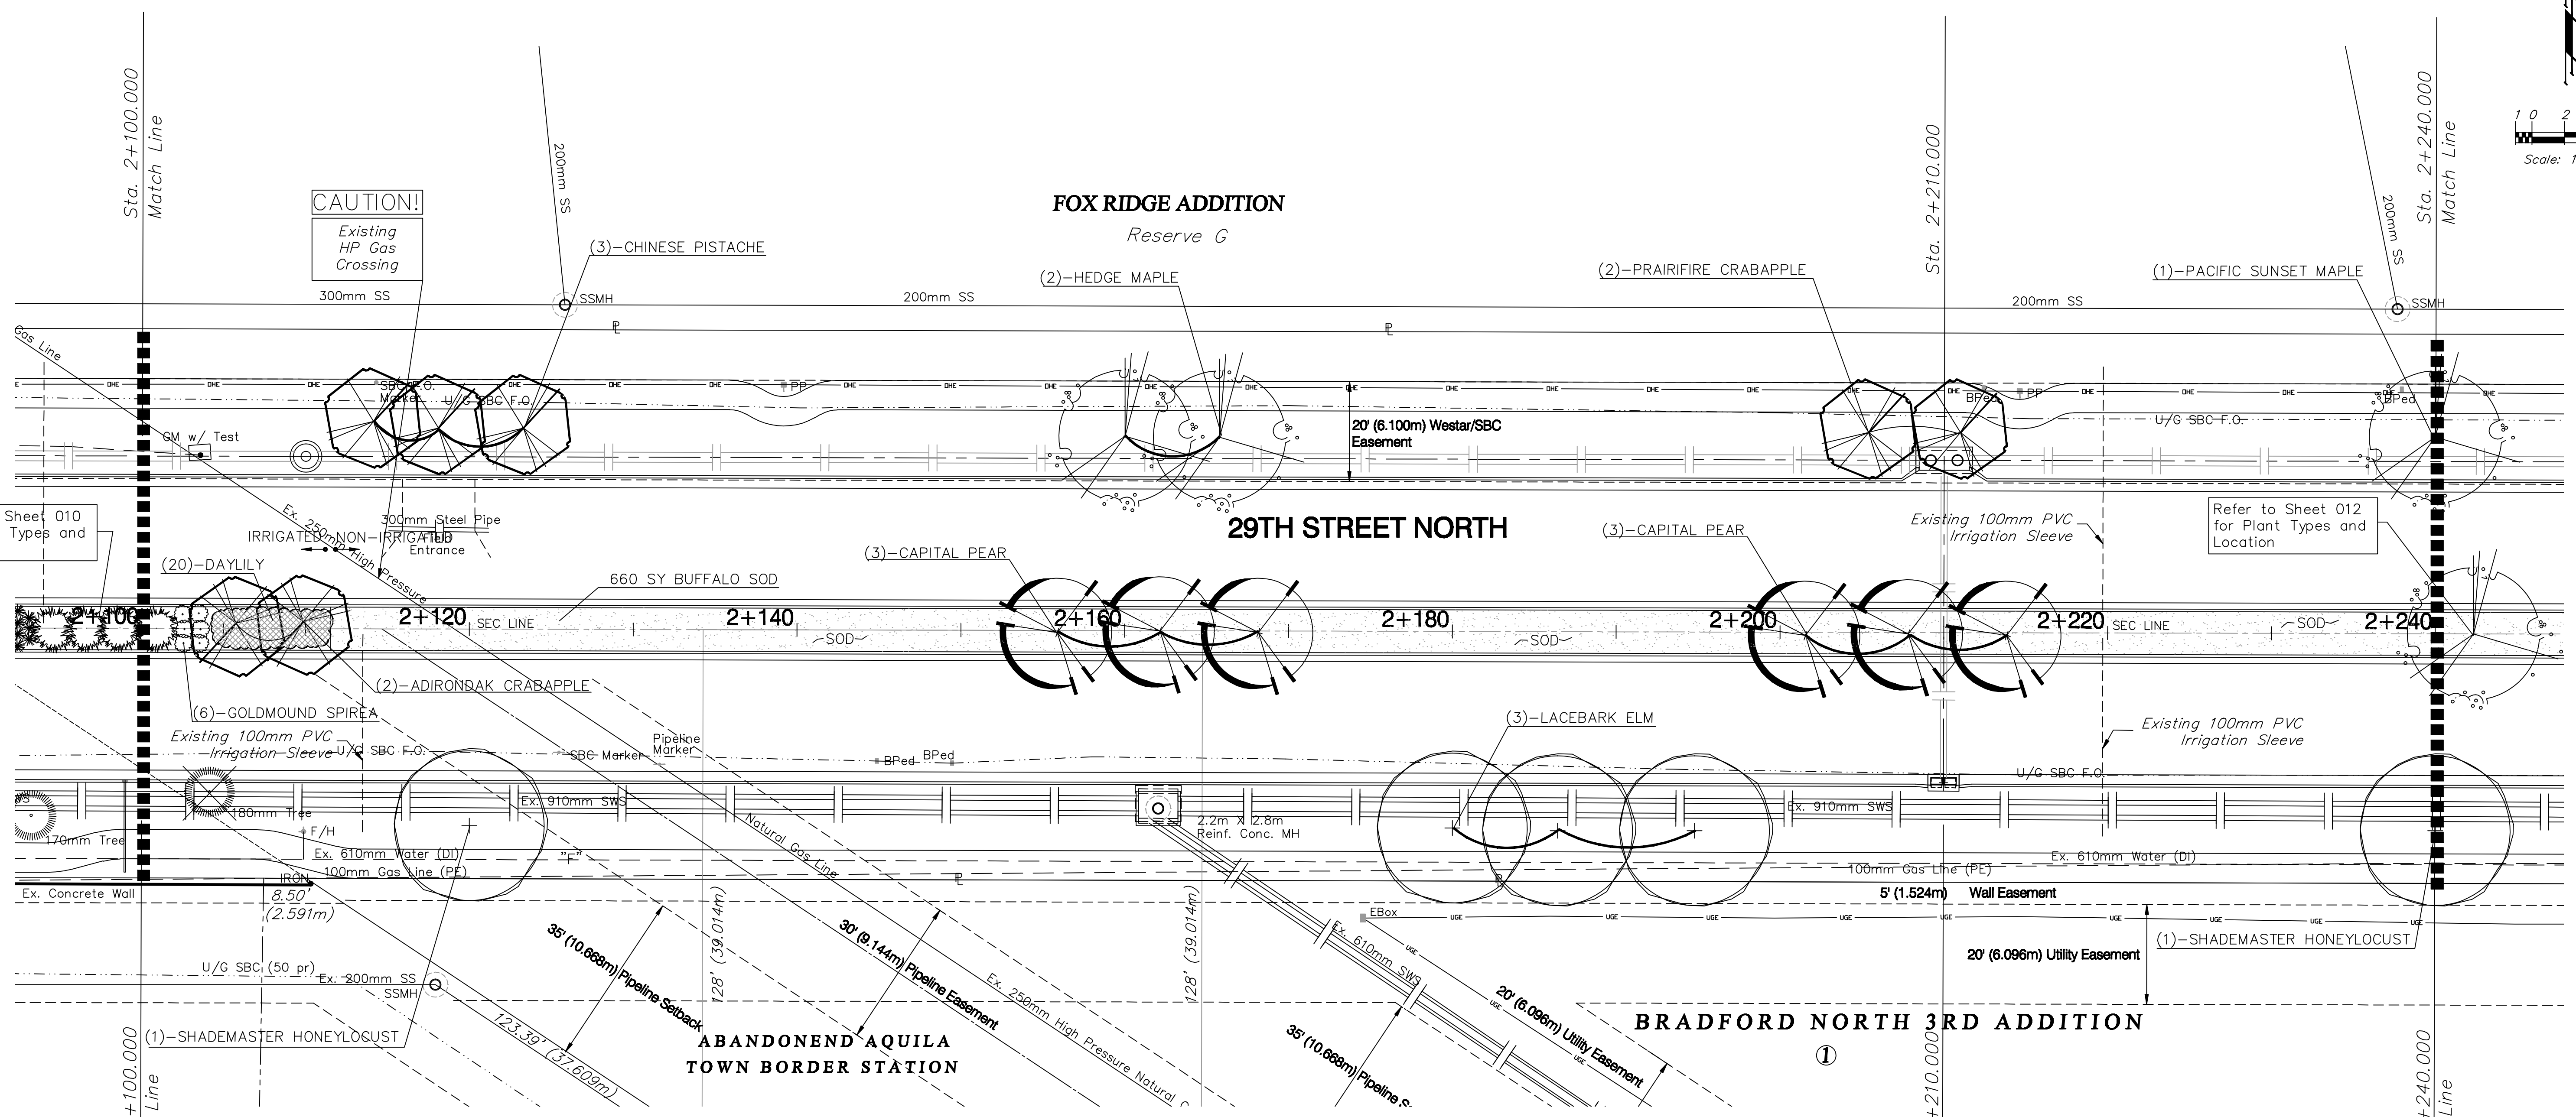 Sta. 2+100.000
Match Line
200mm SS
Sta. 2+210.000
200mm SS
Sta. 2+240.000
Match Line
1 0 2
Scale: 1
CAUTION!
Existing
HP Gas
Crossing
(3)-CHINESE PISTACHE
FOX RIDGE ADDITION
Reserve G
(2)-HEDGE MAPLE
(2)-PRAIRIFIRE CRABAPPLE
(1)-PACIFIC SUNSET MAPLE
300mm SS
SSMH
200mm SS
200mm SS
SSMH
Gas Line
SBC F.O.
Marker
U/G SBC F.O.
PP
OHE
BPed
PP
BPed
U/G SBC F.O.
GM w/ Test
20' (6.100m) Westar/SBC
Easement
Sheet 010
Types and
Ex. 250mm High Pressure
300mm Steel Pipe
IRRIGATED
NON-IRRIGATED
Field
Entrance
29TH STREET NORTH
(3)-CAPITAL PEAR
(3)-CAPITAL PEAR
Existing 100mm PVC
Irrigation Sleeve
Refer to Sheet 012
for Plant Types and
Location
(20)-DAYLILY
660 SY BUFFALO SOD
2+100
2+120
SEC LINE
2+140
SOD
2+160
2+180
SOD
2+200
2+220
SEC LINE
SOD
2+240
(2)-ADIRONDAK CRABAPPLE
(6)-GOLDMOUND SPIREA
(3)-LACEBARK ELM
Existing 100mm PVC
Irrigation Sleeve
U/G SBC F.O.
SBC Marker
Pipeline
Marker
BPed
BPed
Existing 100mm PVC
Irrigation Sleeve
U/G SBC F.O.
Ex. 910mm SWS
Ex. 910mm SWS
180mm Tree
170mm Tree
F/H
2.2m X 2.8m
Reinf. Conc. MH
Natural Gas Line
Ex. 610mm Water (DI)
"F"
Ex. 610mm Water (DI)
100mm Gas Line (PE)
100mm Gas Line (PE)
IRON
Ex. Concrete Wall
8.50'
(2.591m)
5' (1.524m) Wall Easement
EBox
UGE
35' (10.668m) Pipeline Setback
128' (39.014m)
30' (9.144m) Pipeline Easement
128' (39.014m)
Ex. 610mm SWS
(1)-SHADEMASTER HONEYLOCUST
20' (6.096m) Utility Easement
U/G SBC (50 pr)
Ex. 200mm SS
SSMH
Ex. 250mm High Pressure Natural
20' (6.096m) Utility Easement
(1)-SHADEMASTER HONEYLOCUST
123.39' (37.609m)
ABANDONEND AQUILA
TOWN BORDER STATION
35' (10.668m) Pipeline
BRADFORD NORTH 3RD ADDITION
1
+100.000
Line
+210.000
+240.000
Line